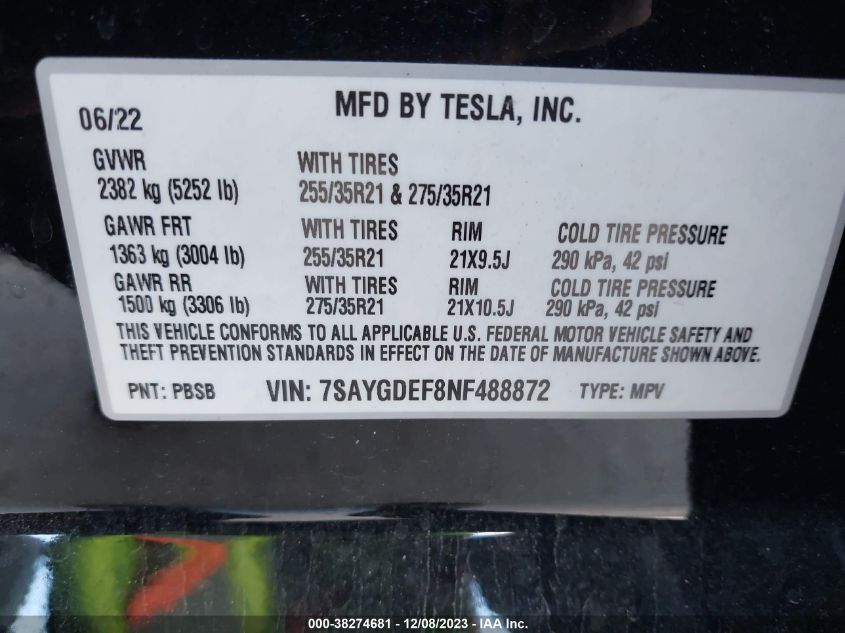 MFD BY TESLA, INC.
06/22
GVWR WITH TIRES
2382 kg (5252 lb) 255/35R21 & 275/35R21
GAWR FRT WITH TIRES RIM COLD TIRE PRESSURE
1363 kg (3004 lb) 255/35R21 21X9.5J 290 kPa, 42 psi
GAWR RR WITH TIRES RIM COLD TIRE PRESSURE
1500 kg (3306 lb) 275/35R21 21X10.5J 290 kPa, 42 psi
THIS VEHICLE CONFORMS TO ALL APPLICABLE U.S. FEDERAL MOTOR VEHICLE SAFETY AND
THEFT PREVENTION STANDARDS IN EFFECT ON THE DATE OF MANUFACTURE SHOWN ABOVE.
PNT: PBSB VIN: 7SAYGDEF8NF488872 TYPE: MPV
000-38274681 - 12/08/2023 - IAA Inc.